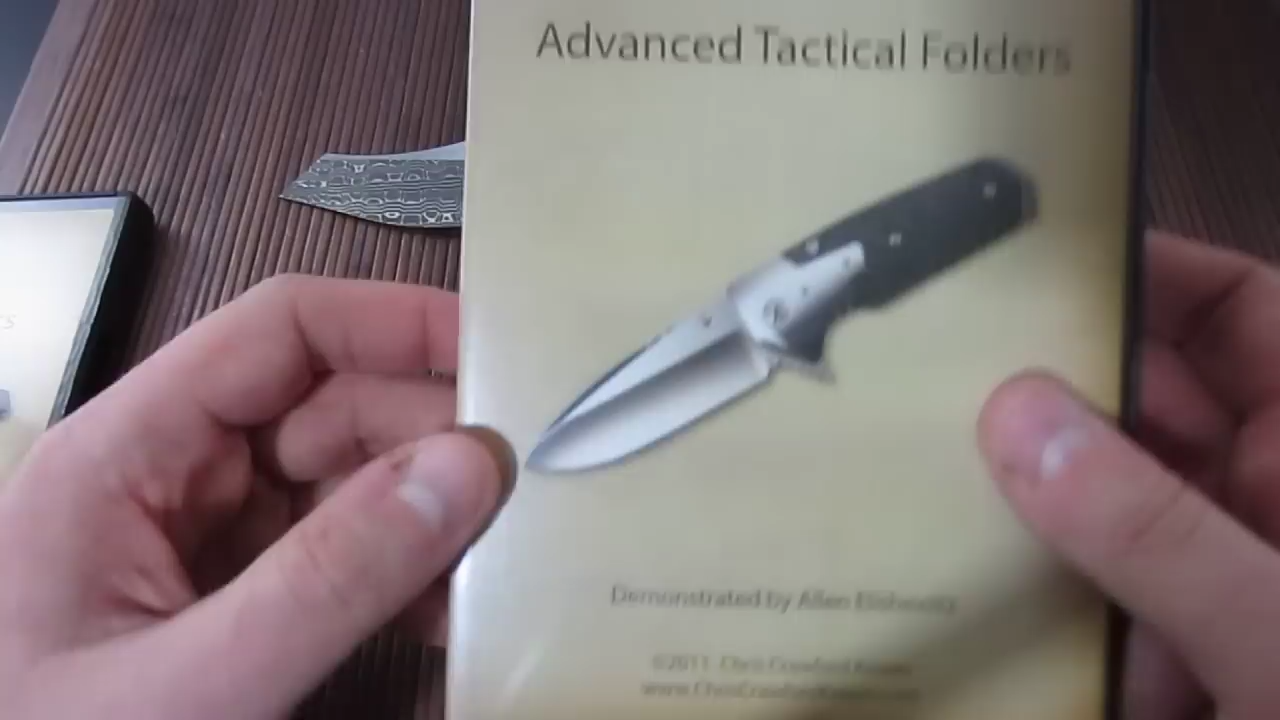 Advanced Tactical Folders
Demonstrated by Allen Elishewitz
©2011 Chris Crawford Knives
www.ChrisCrawfordKnives.com